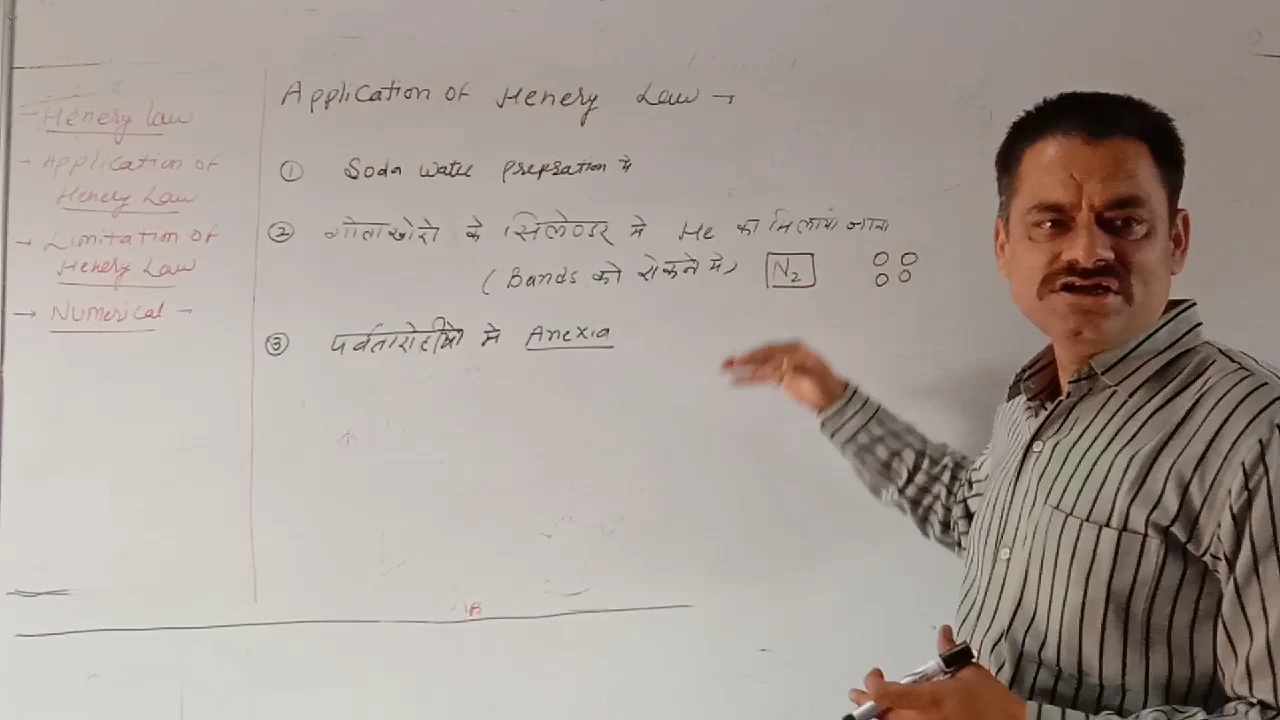 - Henery law
- Application of
Henery Law
→ Limitation of
Henery Law
→ Numerical -
Application of Henery Law →
① Soda Water Prepration में
② गोताखोरो के सिलेण्डर मे He का मिलाया जाना
(Bands को रोकने मे) N₂
③ पर्वतारोहीयो मे Anexia